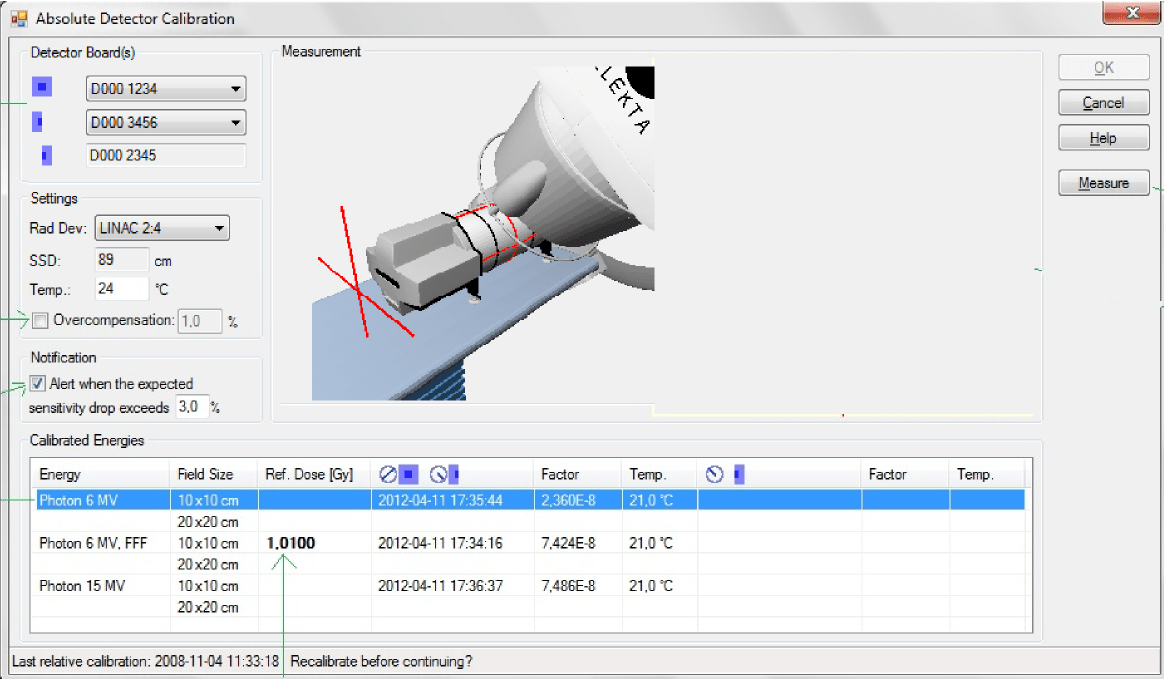 Absolute Detector Calibration
Detector Board(s)
D000 1234
D000 3456
D000 2345
Settings
Rad Dev: LINAC 2:4
SSD: 89 cm
Temp.: 24 °C
Overcompensation: 1,0 %
Notification
Alert when the expected
sensitivity drop exceeds 3,0 %
Measurement
ELEKTA
OK
Cancel
Help
Measure
Calibrated Energies
Energy Field Size Ref. Dose [Gy] Factor Temp. Factor Temp.
Photon 6 MV 10x10 cm 2012-04-11 17:35:44 2,360E-8 21,0 °C
20x20 cm
Photon 6 MV, FFF 10x10 cm 1,0100 2012-04-11 17:34:16 7,424E-8 21,0 °C
20x20 cm
Photon 15 MV 10x10 cm 2012-04-11 17:36:37 7,486E-8 21,0 °C
20x20 cm
Last relative calibration: 2008-11-04 11:33:18 Recalibrate before continuing?